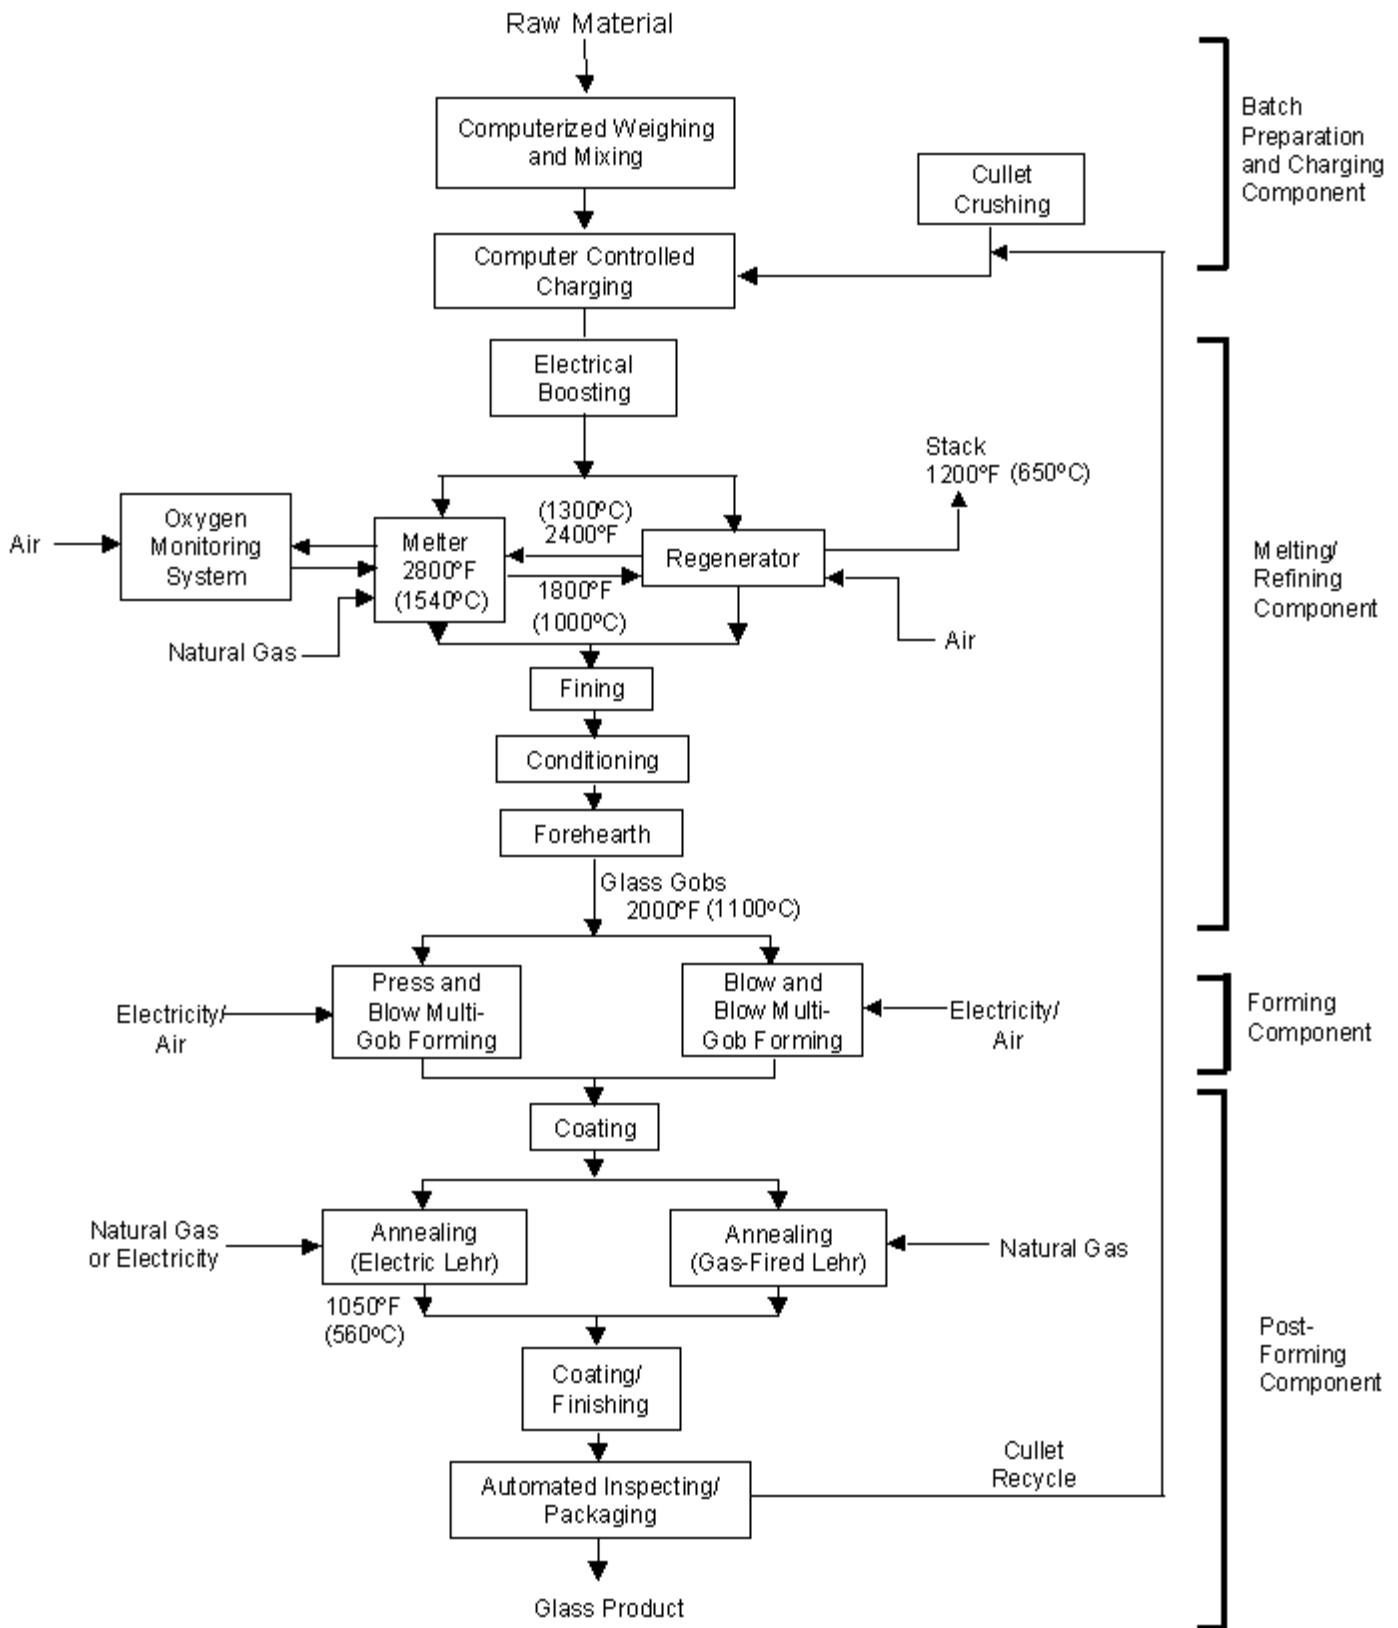 Raw Material
Computerized Weighing
and Mixing
Batch
Preparation
and Charging
Component
Cullet
Crushing
Computer Controlled
Charging
Electrical
Boosting
Stack
1200°F (650°C)
Air
Oxygen
Monitoring
System
Melter
2800°F
(1540°C)
(1300°C)
2400°F
1800°F
(1000°C)
Regenerator
Melting/
Refining
Component
Natural Gas
Air
Fining
Conditioning
Forehearth
Glass Gobs
2000°F (1100°C)
Electricity/
Air
Press and
Blow Multi-
Gob Forming
Blow and
Blow Multi-
Gob Forming
Electricity/
Air
Forming
Component
Coating
Natural Gas
or Electricity
Annealing
(Electric Lehr)
Annealing
(Gas-Fired Lehr)
Natural Gas
1050°F
(560°C)
Post-
Forming
Component
Coating/
Finishing
Cullet
Recycle
Automated Inspecting/
Packaging
Glass Product